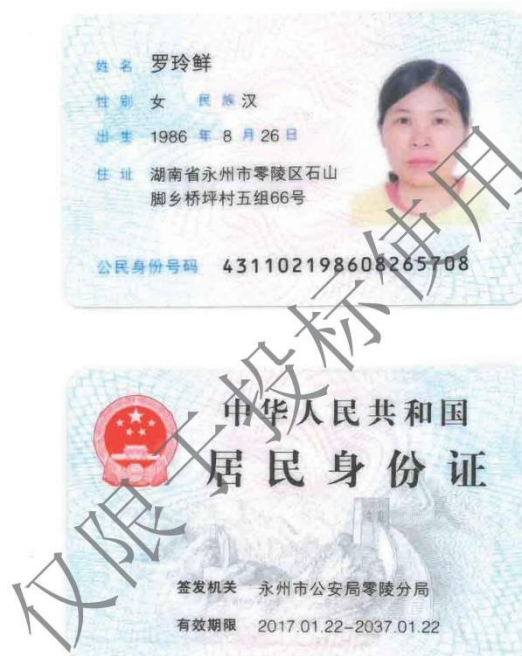 姓名 罗玲鲜
性别 女 民族 汉
出生 1986 年 8 月 26 日
住址 湖南省永州市零陵区石山
脚乡桥坪村五组66号
公民身份号码 431102198608265708
中华人民共和国
居民身份证
签发机关 永州市公安局零陵分局
有效期限 2017.01.22-2037.01.22
仅限于投标使用